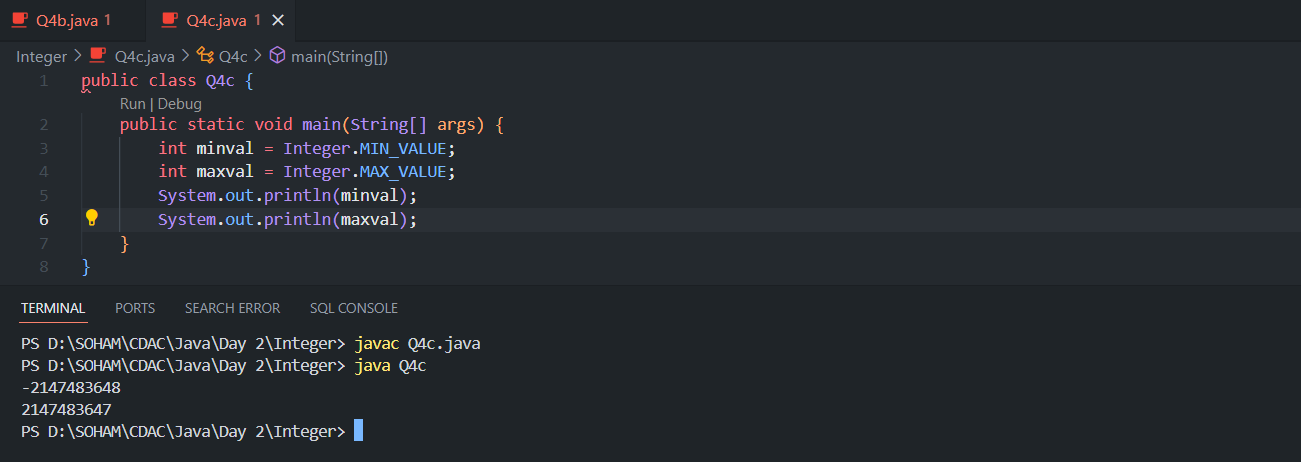 Q4b.java 1 Q4c.java 1
Integer > Q4c.java > Q4c > main(String[])
1 public class Q4c {
Run | Debug
2 public static void main(String[] args) {
3 int minval = Integer.MIN_VALUE;
4 int maxval = Integer.MAX_VALUE;
5 System.out.println(minval);
6 System.out.println(maxval);
7 }
8 }
TERMINAL PORTS SEARCH ERROR SQL CONSOLE
PS D:\SOHAM\CDAC\Java\Day 2\Integer> javac Q4c.java
PS D:\SOHAM\CDAC\Java\Day 2\Integer> java Q4c
-2147483648
2147483647
PS D:\SOHAM\CDAC\Java\Day 2\Integer>